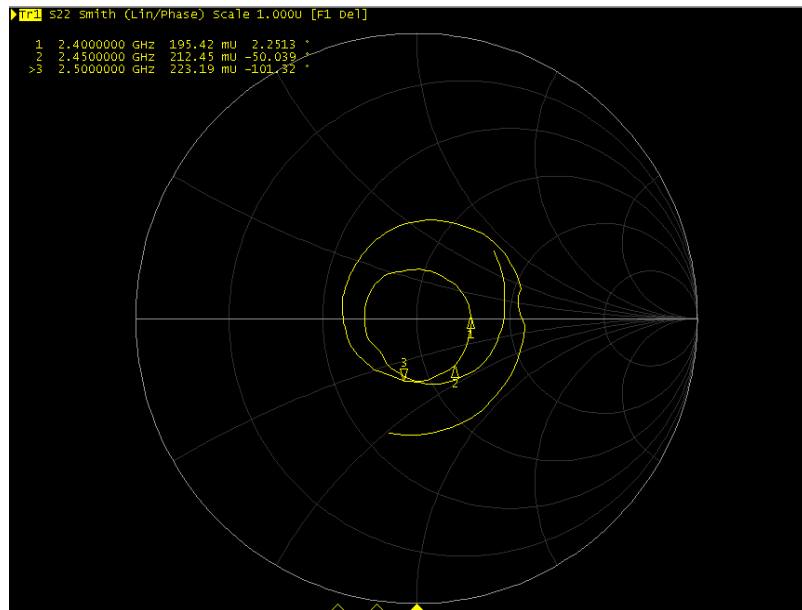 Tr1 S22 Smith (Lin/Phase) Scale 1.000U [F1 Del]
1 2.4000000 GHz 195.42 mU 2.2513 °
2 2.4500000 GHz 212.45 mU -50.039 °
>3 2.5000000 GHz 223.19 mU -101.32 °
1
3
2